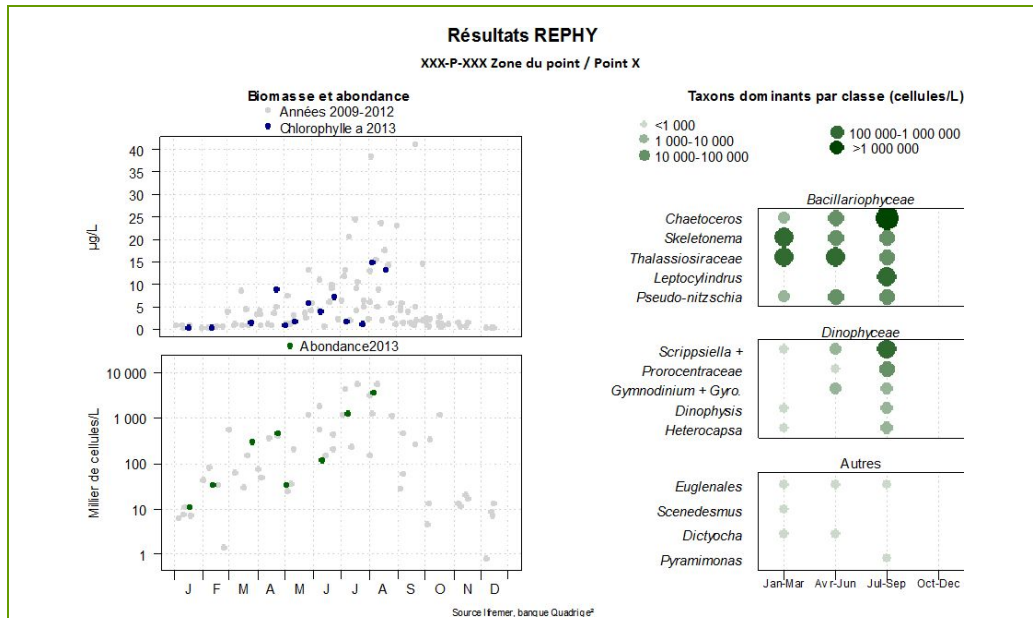 Résultats REPHY
XXX-P-XXX Zone du point / Point X
Biomasse et abondance
Années 2009-2012
Chlorophylle a 2013
µg/L
40
35
30
25
20
15
10
5
0
Abondance2013
Millier de cellules/L
10 000
1 000
100
10
1
J F M A M J J A S O N D
Taxons dominants par classe (cellules/L)
<1 000
1 000-10 000
10 000-100 000
100 000-1 000 000
>1 000 000
Bacillariophyceae
Chaetoceros
Skeletonema
Thalassiosiraceae
Leptocylindrus
Pseudo-nitzschia
Dinophyceae
Scrippsiella +
Prorocentraceae
Gymnodinium + Gyro.
Dinophysis
Heterocapsa
Autres
Euglenales
Scenedesmus
Dictyocha
Pyramimonas
Jan-Mar Avr-Jun Jul-Sep Oct-Dec
Source Ifremer, banque Quadrige²